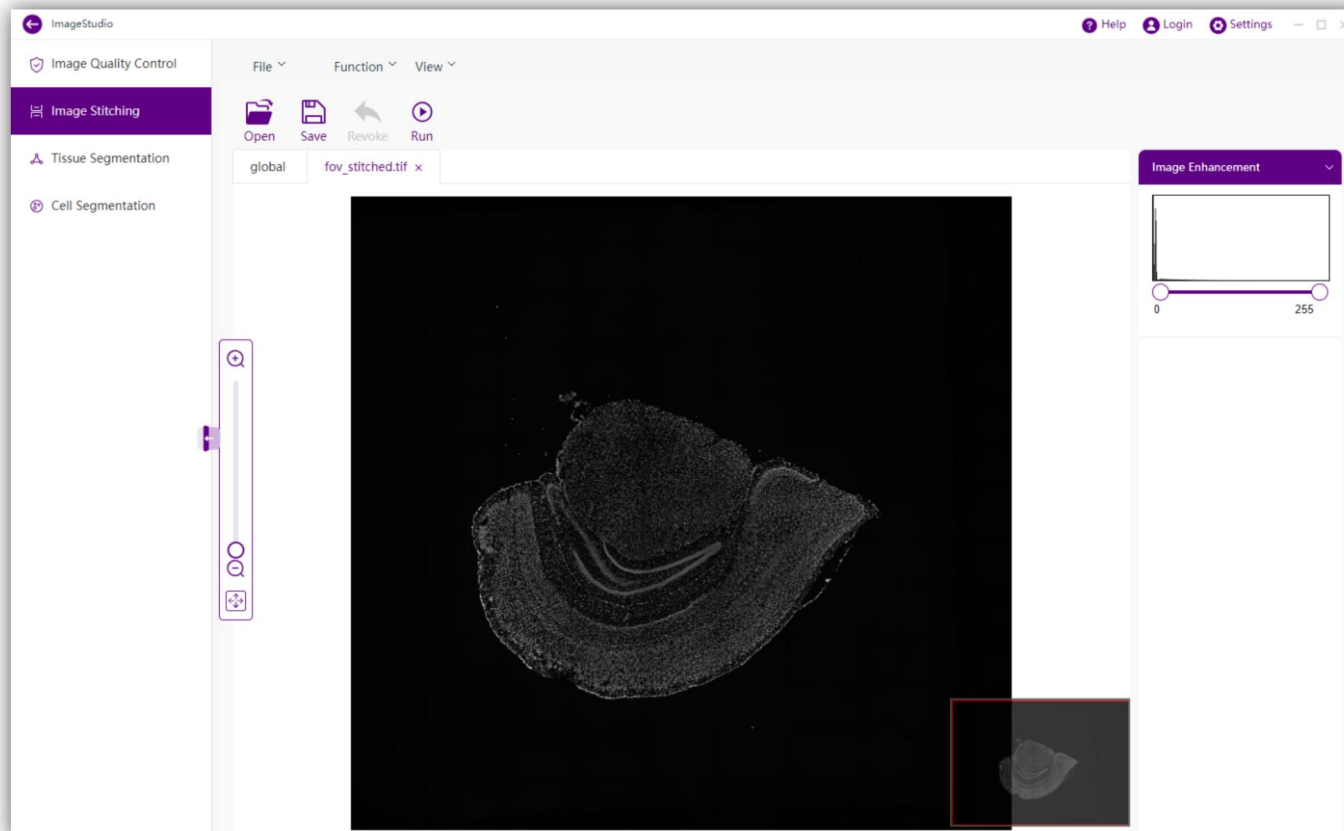 ImageStudio
Help Login Settings
Image Quality Control
Image Stitching
Tissue Segmentation
Cell Segmentation
File Function View
Open Save Revoke Run
global fov_stitched.tif ×
Image Enhancement
0 255